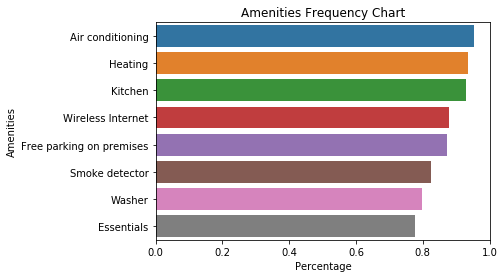 Amenities Frequency Chart
Amenities
Air conditioning
Heating
Kitchen
Wireless Internet
Free parking on premises
Smoke detector
Washer
Essentials
0.0 0.2 0.4 0.6 0.8 1.0
Percentage